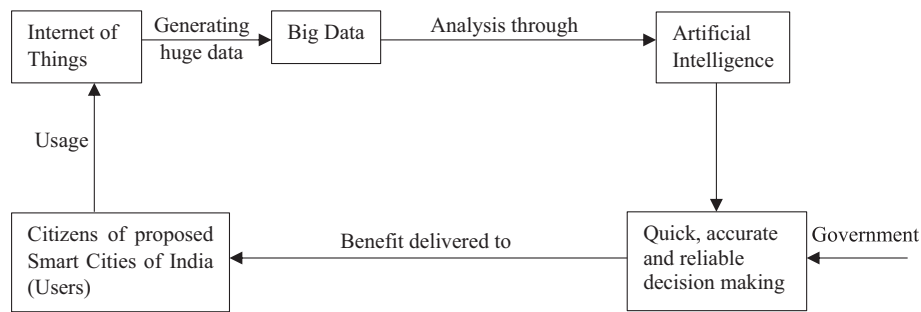 Internet of
Things
Generating
huge data
Big Data
Analysis through
Artificial
Intelligence
Usage
Citizens of proposed
Smart Cities of India
(Users)
Benefit delivered to
Quick, accurate
and reliable
decision making
Government